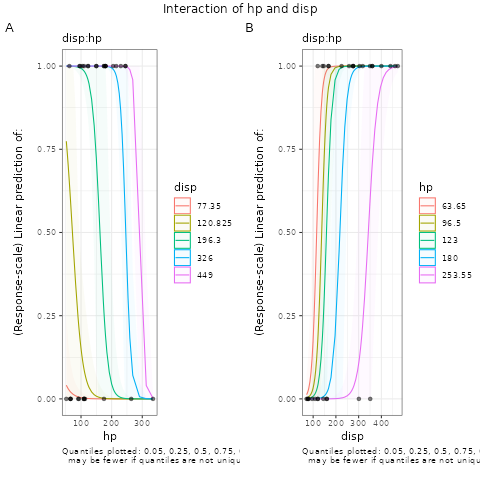 Interaction of hp and disp
A
disp:hp
(Response-scale) Linear prediction of:
1.00
0.75
0.50
0.25
0.00
100 200 300
hp
disp
77.35
120.825
196.3
326
449
Quantiles plotted: 0.05, 0.25, 0.5, 0.75,
may be fewer if quantiles are not
B
disp:hp
(Response-scale) Linear prediction of:
1.00
0.75
0.50
0.25
0.00
100 200 300 400
disp
hp
63.65
96.5
123
180
253.55
Quantiles plotted: 0.05, 0.25, 0.5, 0.75,
may be fewer if quantiles are not